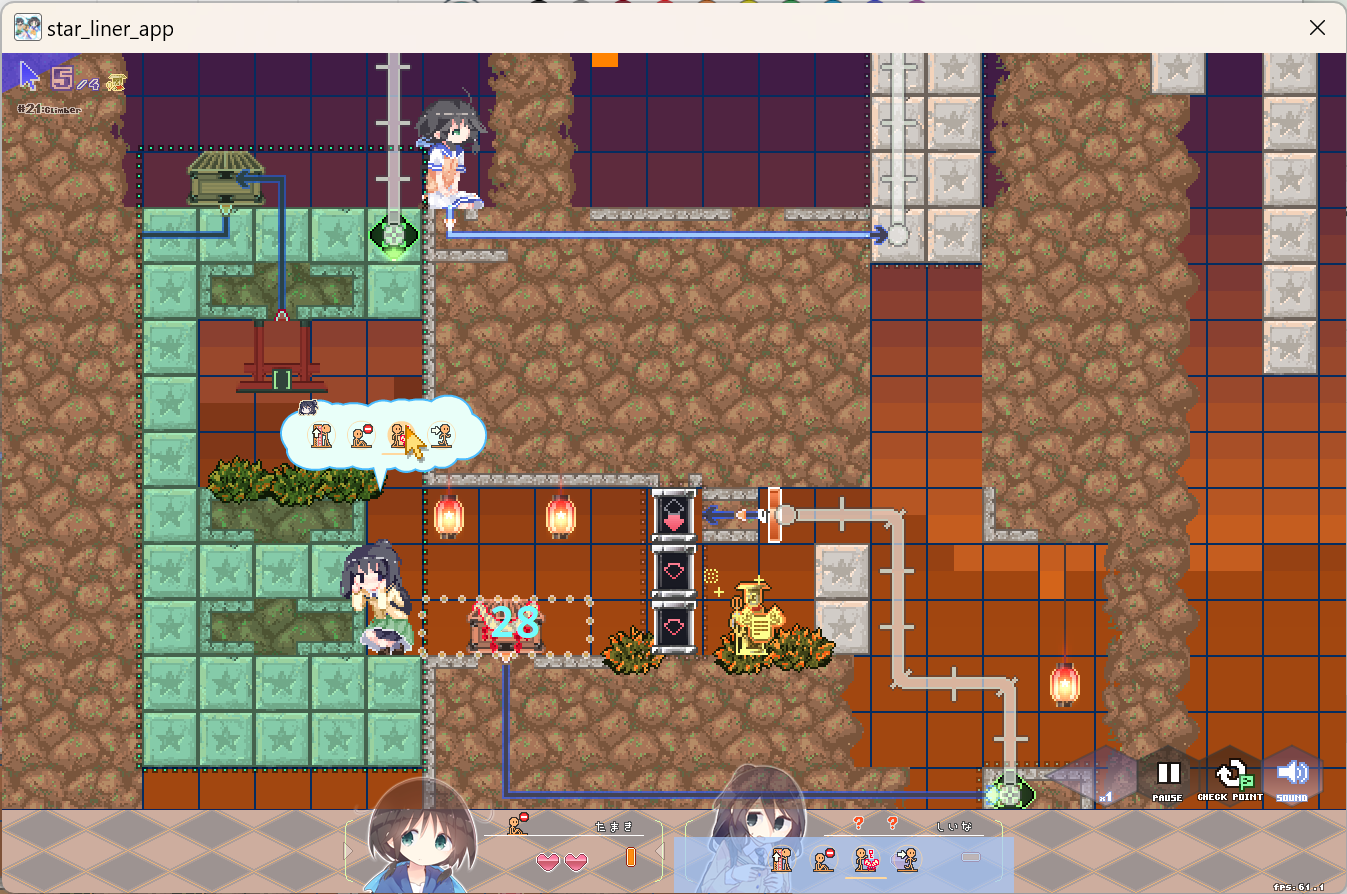 star_liner_app
5/4
#21:Climber
28
x1
PAUSE
CHECK POINT
SOUND
たまき
? ? しいな
fps:61.1